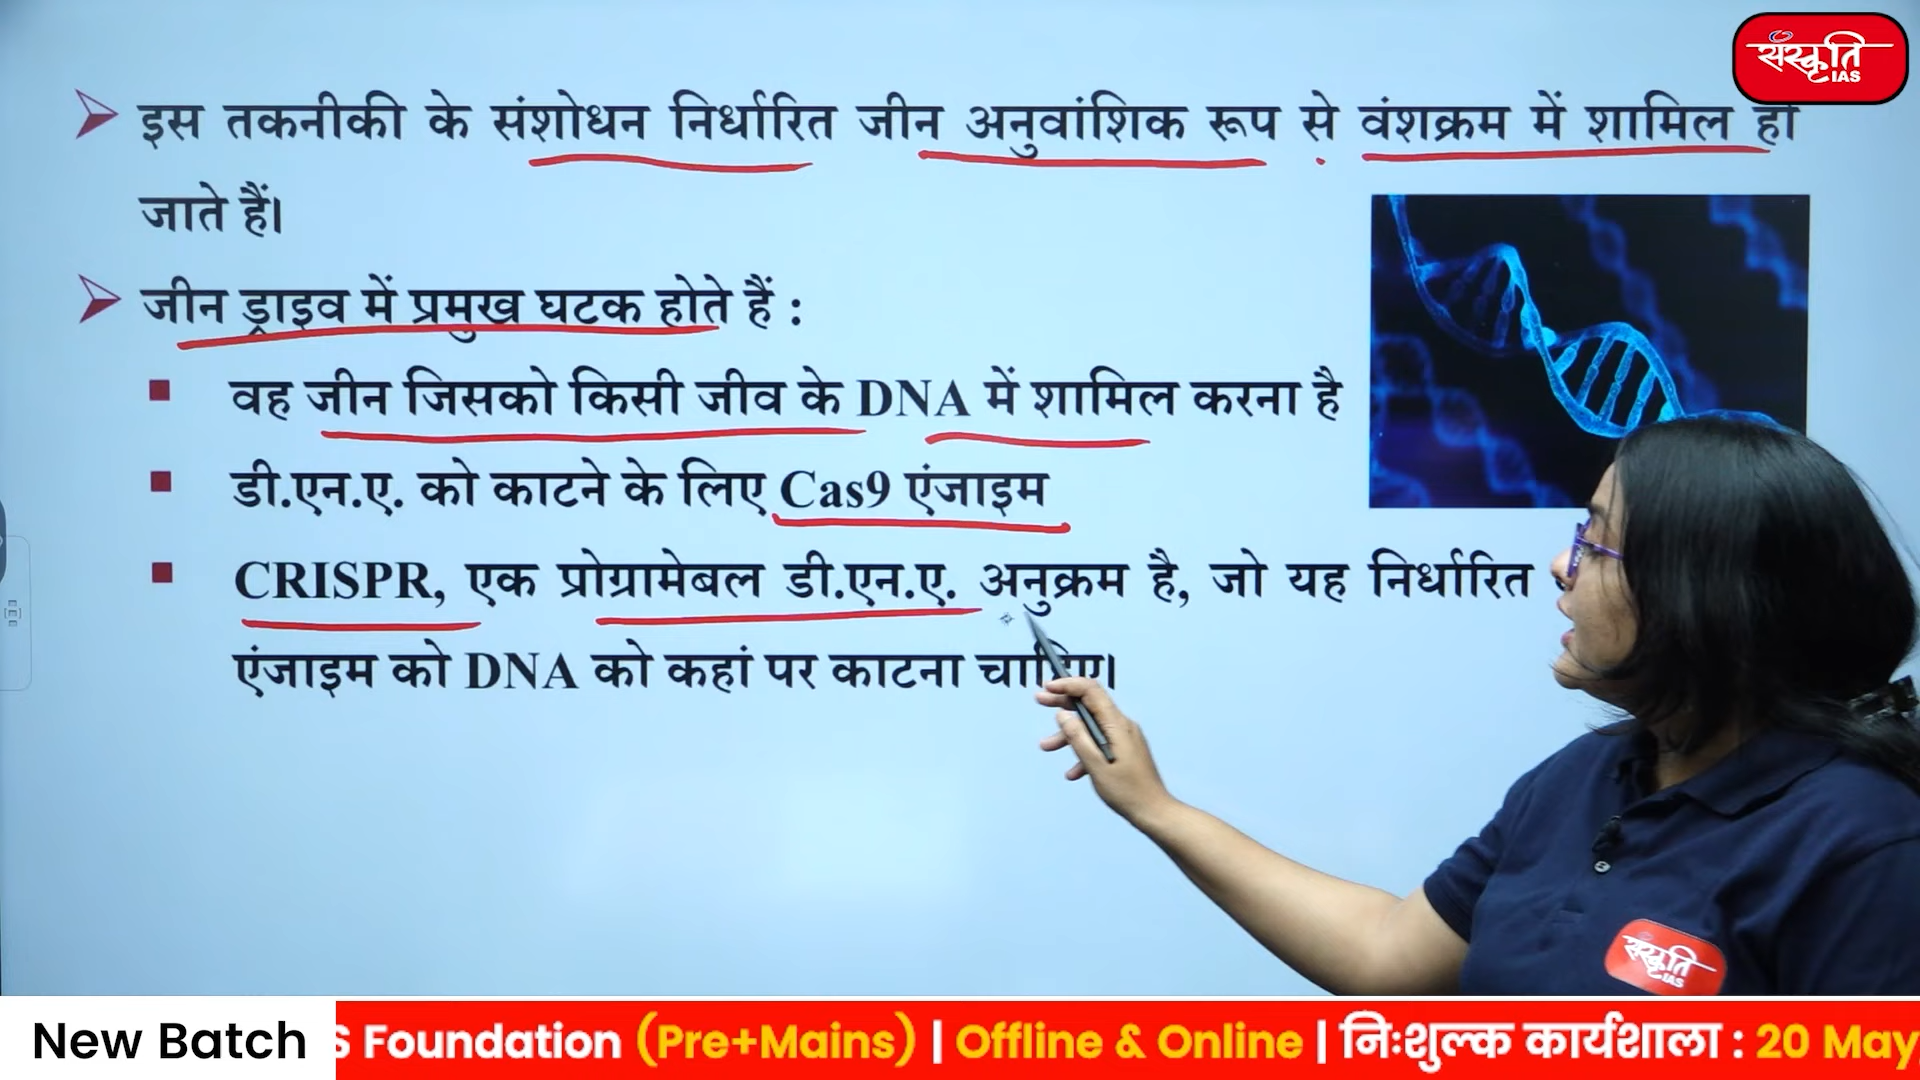 संस्कृति
IAS
इस तकनीकी के संशोधन निर्धारित जीन अनुवांशिक रूप से वंशक्रम में शामिल हो
जाते हैं।
जीन ड्राइव में प्रमुख घटक होते हैं :
वह जीन जिसको किसी जीव के DNA में शामिल करना है
डी.एन.ए. को काटने के लिए Cas9 एंजाइम
CRISPR, एक प्रोग्रामेबल डी.एन.ए. अनुक्रम है, जो यह निर्धारित
एंजाइम को DNA को कहां पर काटना चाहिए।
संस्कृति
IAS
New Batch S Foundation (Pre+Mains) | Offline & Online | निःशुल्क कार्यशाला : 20 May